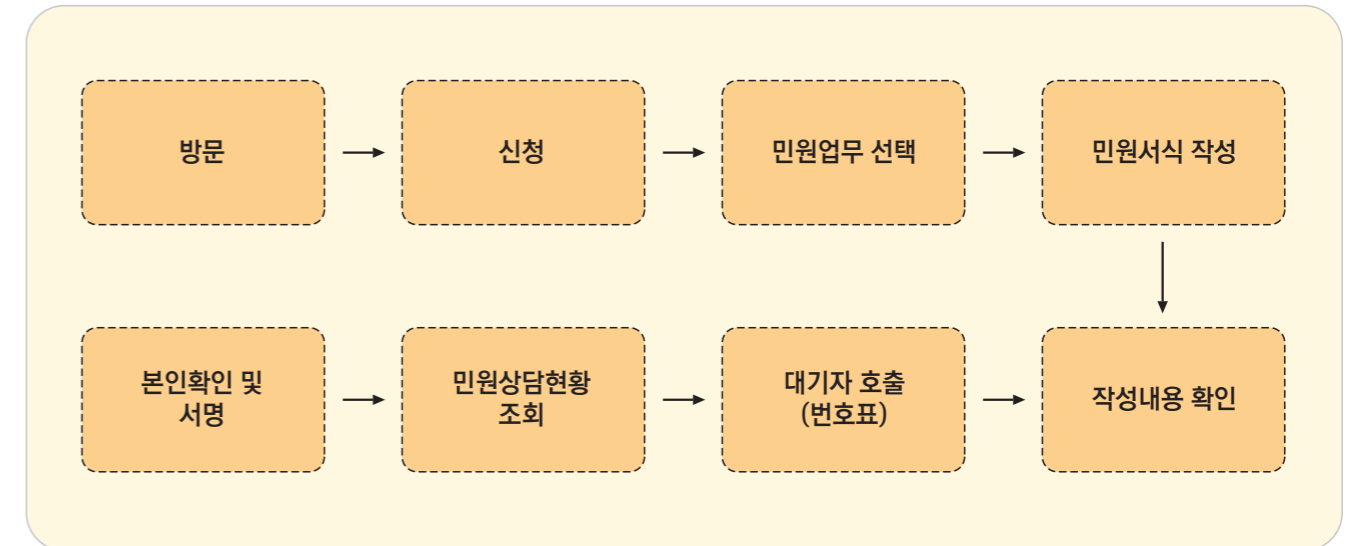 방문
신청
민원업무 선택
민원서식 작성
본인확인 및
서명
민원상담현황
조회
대기자 호출
(번호표)
작성내용 확인